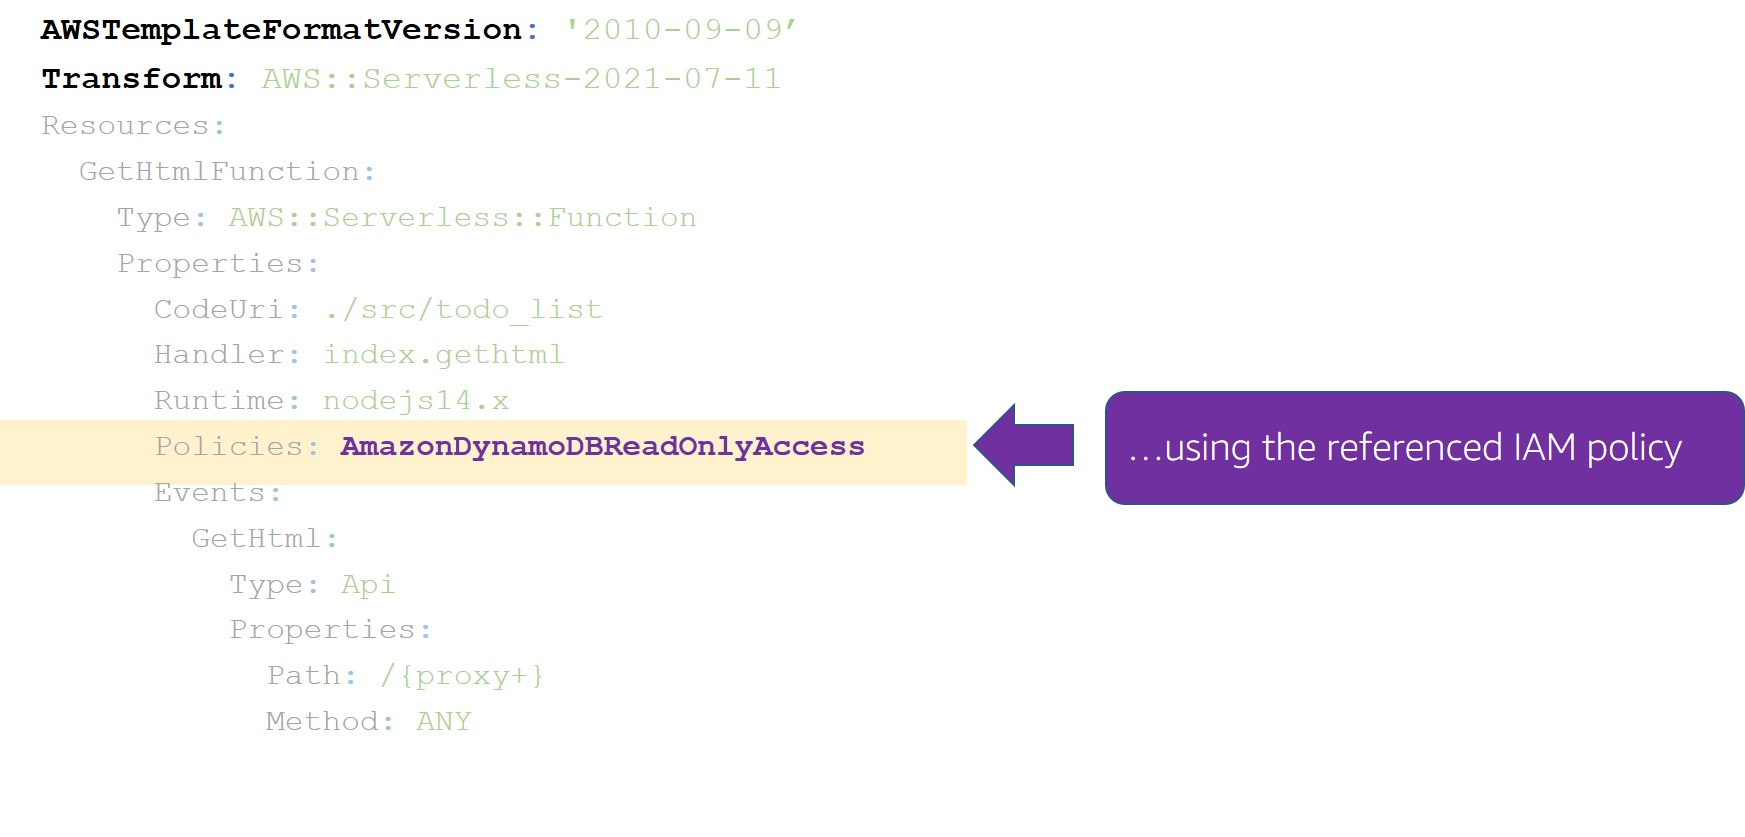 AWSTemplateFormatVersion: '2010-09-09’
Transform: AWS::Serverless-2021-07-11
Resources:
  GetHtmlFunction:
    Type: AWS::Serverless::Function
    Properties:
      CodeUri: ./src/todo_list
      Handler: index.gethtml
      Runtime: nodejs14.x
      Policies: AmazonDynamoDBReadOnlyAccess
…using the referenced IAM policy
      Events:
        GetHtml:
          Type: Api
          Properties:
            Path: /{proxy+}
            Method: ANY